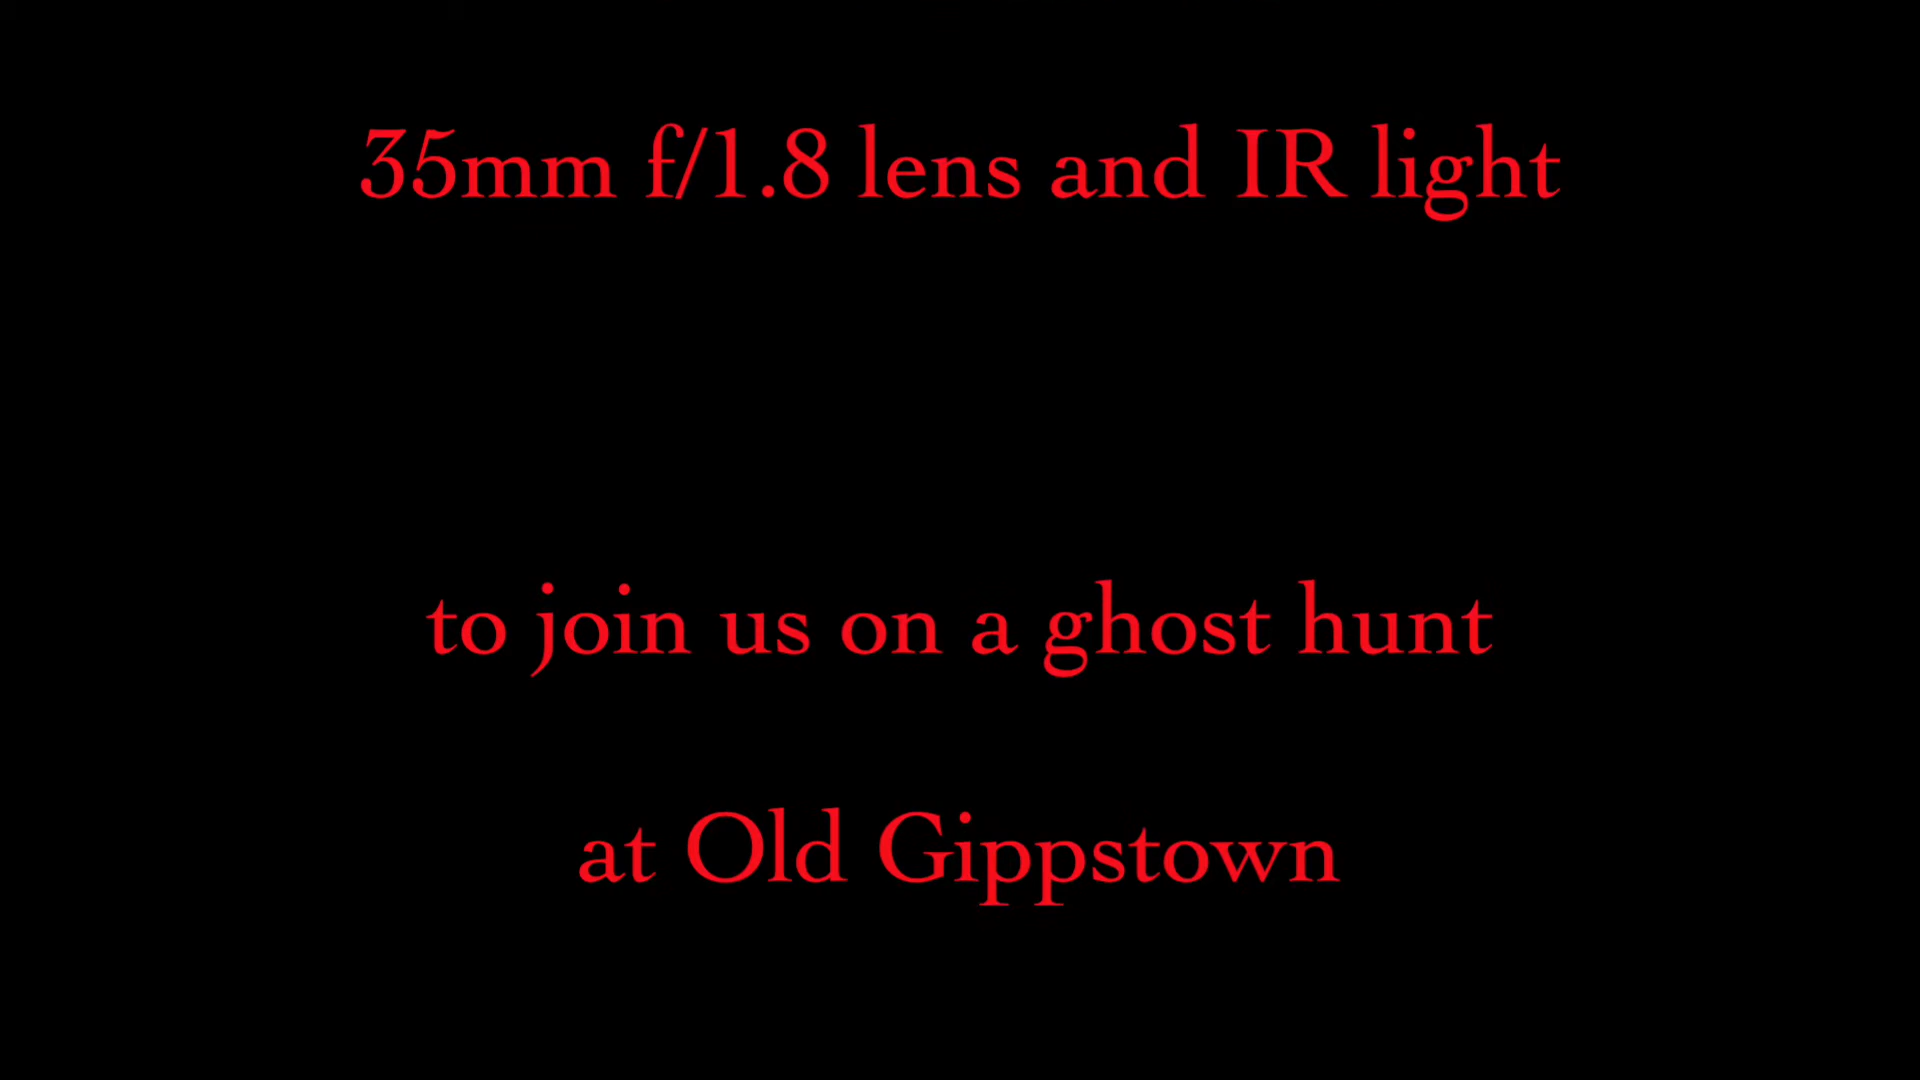 35mm f/1.8 lens and IR light
to join us on a ghost hunt
at Old Gippstown